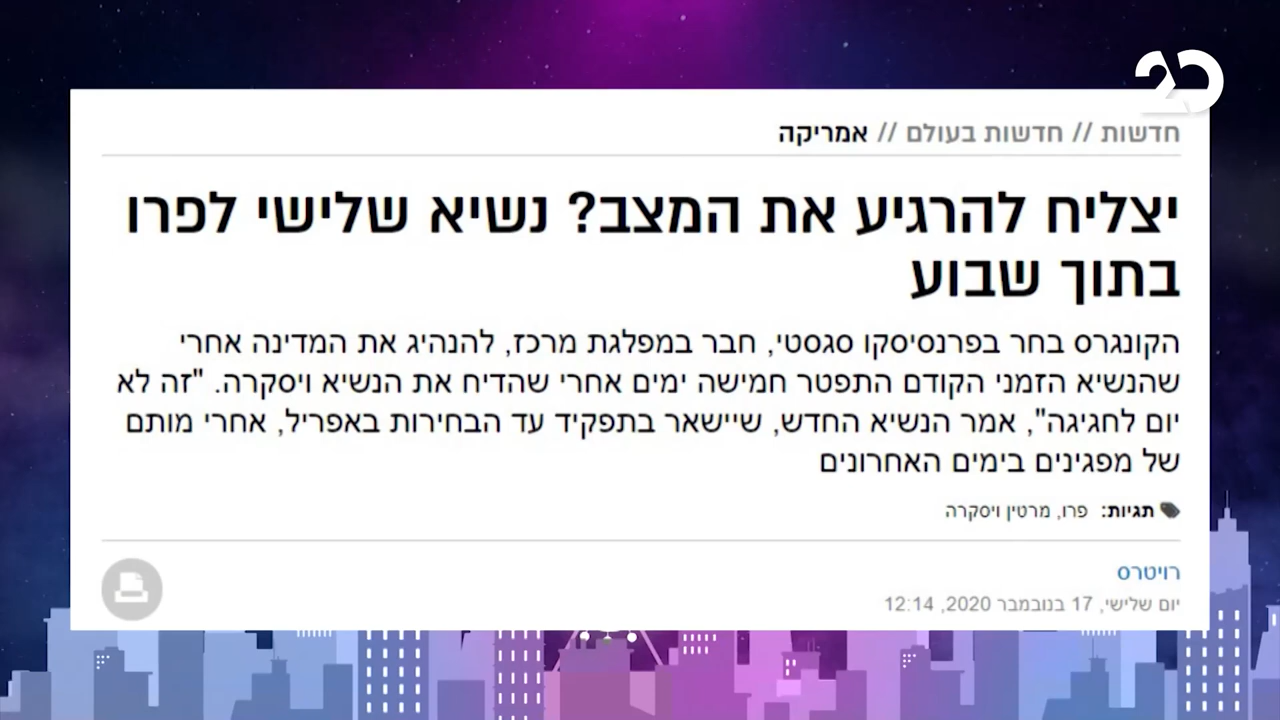 20
חדשות // חדשות בעולם // אמריקה
יצליח להרגיע את המצב? נשיא שלישי לפרו
בתוך שבוע
הקונגרס בחר בפרנסיסקו סגסטי, חבר במפלגת מרכז, להנהיג את המדינה אחרי
שהנשיא הזמני הקודם התפטר חמישה ימים אחרי שהדיח את הנשיא ויסקרה. "זה לא
יום לחגיגה", אמר הנשיא החדש, שיישאר בתפקיד עד הבחירות באפריל, אחרי מותם
של מפגינים בימים האחרונים
תגיות: פרו, מרטין ויסקרה
רויטרס
יום שלישי, 17 בנובמבר 2020, 12:14